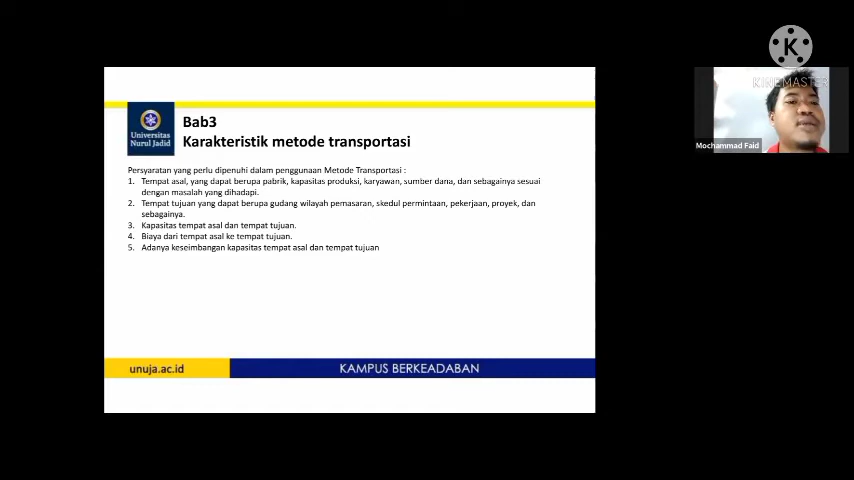 Bab3
Karakteristik metode transportasi
Universitas
Nurul Jadid
Persyaratan yang perlu dipenuhi dalam penggunaan Metode Transportasi :
1. Tempat asal, yang dapat berupa pabrik, kapasitas produksi, karyawan, sumber dana, dan sebagainya sesuai
dengan masalah yang dihadapi.
2. Tempat tujuan yang dapat berupa gudang wilayah pemasaran, skedul permintaan, pekerjaan, proyek, dan
sebagainya.
3. Kapasitas tempat asal dan tempat tujuan.
4. Biaya dari tempat asal ke tempat tujuan.
5. Adanya keseimbangan kapasitas tempat asal dan tempat tujuan
unuja.ac.id
KAMPUS BERKEADABAN
K
KINEMASTER
Mochammad Faid